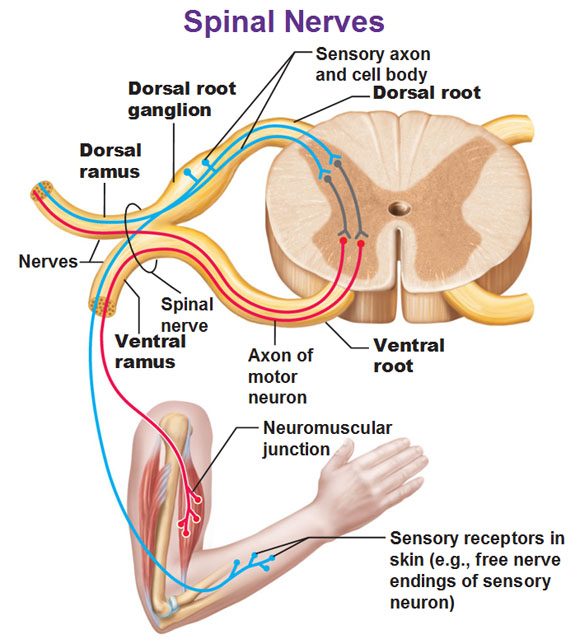 Spinal Nerves
Sensory axon
and cell body
Dorsal root
ganglion
Dorsal root
Dorsal
ramus
Nerves
Spinal
nerve
Ventral
ramus
Axon of
motor
neuron
Ventral
root
Neuromuscular
junction
Sensory receptors in
skin (e.g., free nerve
endings of sensory
neuron)